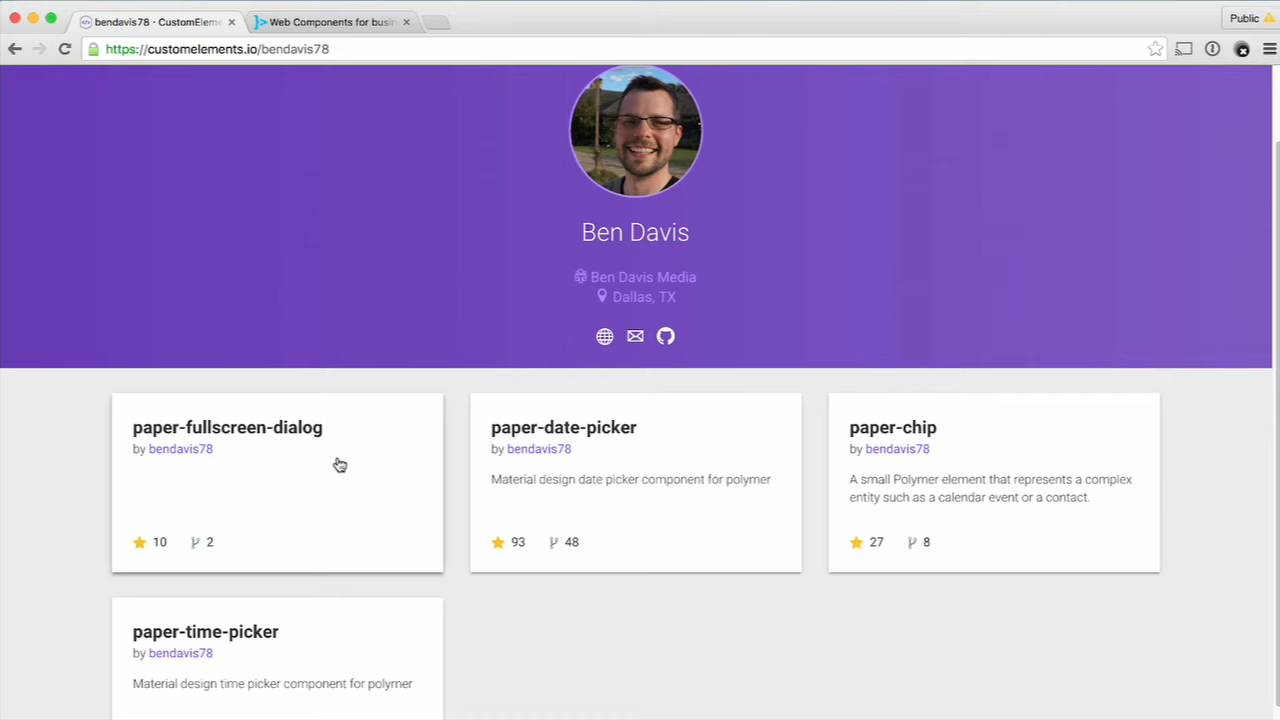 bendavis78 · CustomEleme
Web Components for busin
Public
https://customelements.io/bendavis78
Ben Davis
Ben Davis Media
Dallas, TX
paper-fullscreen-dialog
by bendavis78
10 2
paper-date-picker
by bendavis78
Material design date picker component for polymer
93 48
paper-chip
by bendavis78
A small Polymer element that represents a complex
entity such as a calendar event or a contact.
27 8
paper-time-picker
by bendavis78
Material design time picker component for polymer